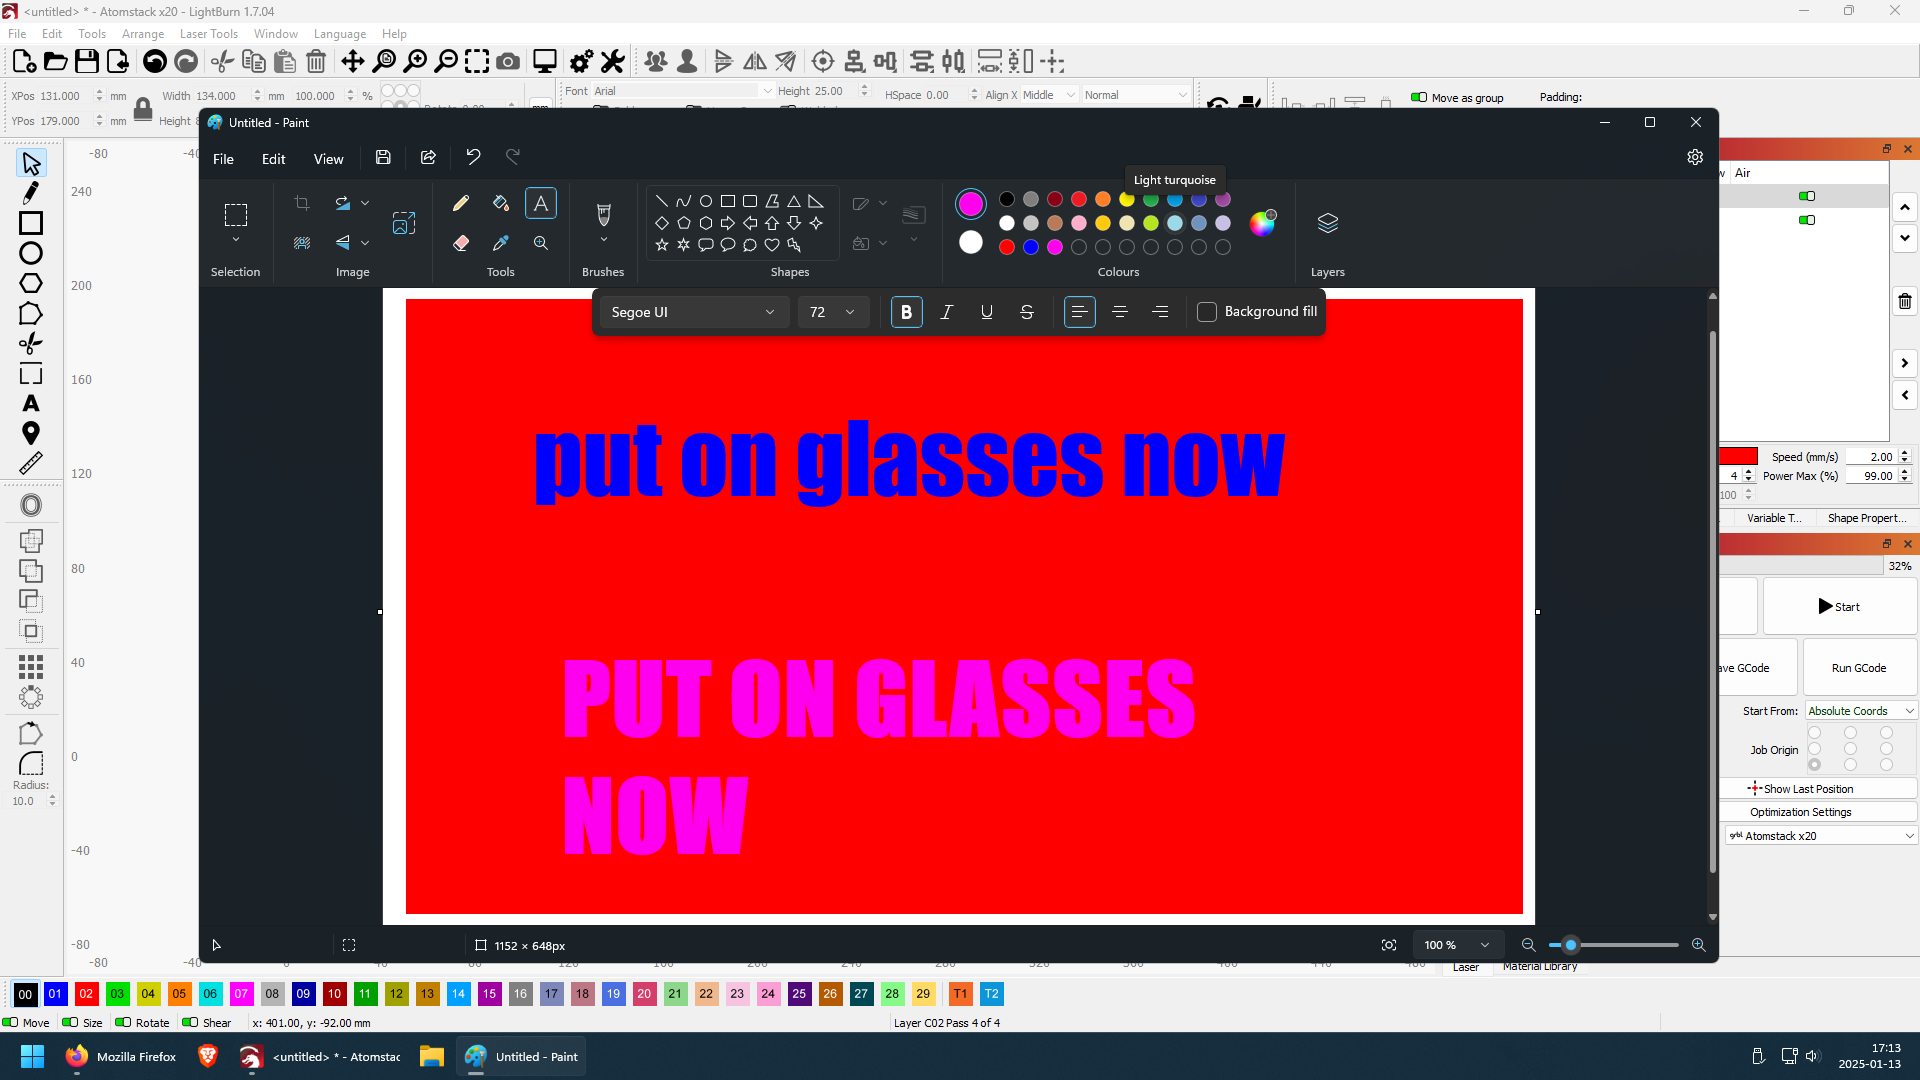 <untitled> * - Atomstack x20 - LightBurn 1.7.04
File Edit Tools Arrange Laser Tools Window Language Help
XPos 131.000 mm Width 134.000 mm 100.000 %
YPos 179.000 mm Height
Font Arial Height 25.00 HSpace 0.00 Align X Middle Normal
Move as group Padding:
Untitled - Paint
File Edit View
Light turquoise
Selection Image Tools Brushes Shapes Colours Layers
Segoe UI 72 B I U S Background fill
put on glasses now
PUT ON GLASSES
NOW
1152 × 648px 100 %
-80 -40
240
200
160
120
80
40
0
-40
-80
-80 -40
Radius:
10.0
Air
Speed (mm/s) 2.00
4 Power Max (%) 99.00
100
Variable T... Shape Propert...
32%
Start
ave GCode Run GCode
Start From: Absolute Coords
Job Origin
Show Last Position
Optimization Settings
grbl Atomstack x20
Laser Material Library
00 01 02 03 04 05 06 07 08 09 10 11 12 13 14 15 16 17 18 19 20 21 22 23 24 25 26 27 28 29 T1 T2
Move Size Rotate Shear x: 401.00, y: -92.00 mm Layer C02 Pass 4 of 4
Mozilla Firefox <untitled> * - Atomstac Untitled - Paint
17:13
2025-01-13